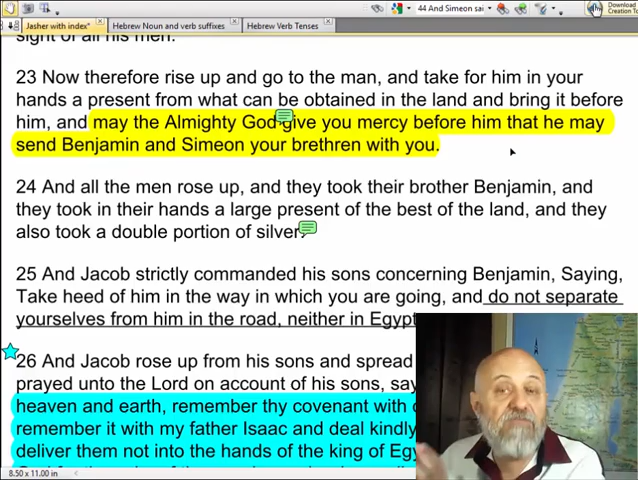 44 And Simeon sai
Download
Creation To
Jasher with index*
Hebrew Noun and verb suffixes
Hebrew Verb Tenses
sight of all his men.
23 Now therefore rise up and go to the man, and take for him in your
hands a present from what can be obtained in the land and bring it before
him, and may the Almighty God give you mercy before him that he may
send Benjamin and Simeon your brethren with you.
24 And all the men rose up, and they took their brother Benjamin, and
they took in their hands a large present of the best of the land, and they
also took a double portion of silver.
25 And Jacob strictly commanded his sons concerning Benjamin, Saying,
Take heed of him in the way in which you are going, and do not separate
yourselves from him in the road, neither in Egypt
26 And Jacob rose up from his sons and spread
prayed unto the Lord on account of his sons, say
heaven and earth, remember thy covenant with
remember it with my father Isaac and deal kindly
deliver them not into the hands of the king of Eg
8.50 x 11.00 in